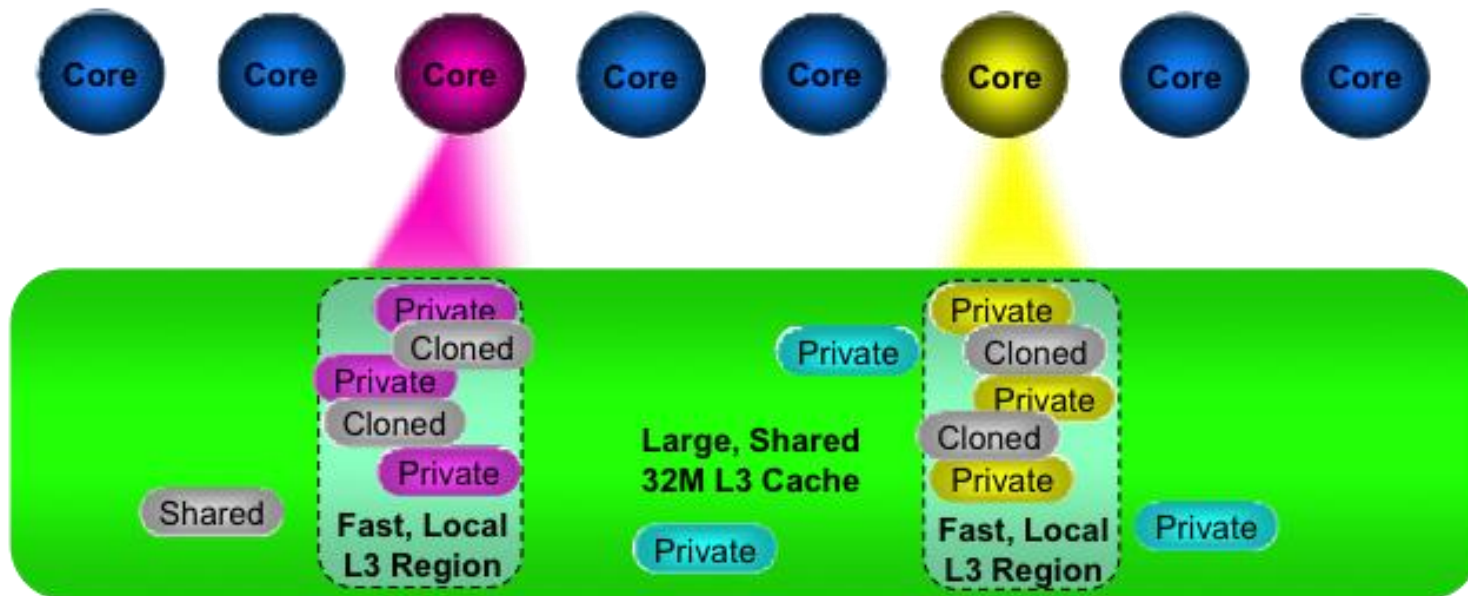 Core
Core
Core
Core
Core
Core
Core
Core
Private
Cloned
Private
Cloned
Private
Fast, Local
L3 Region
Shared
Private
Large, Shared
32M L3 Cache
Private
Private
Cloned
Private
Cloned
Private
Fast, Local
L3 Region
Private